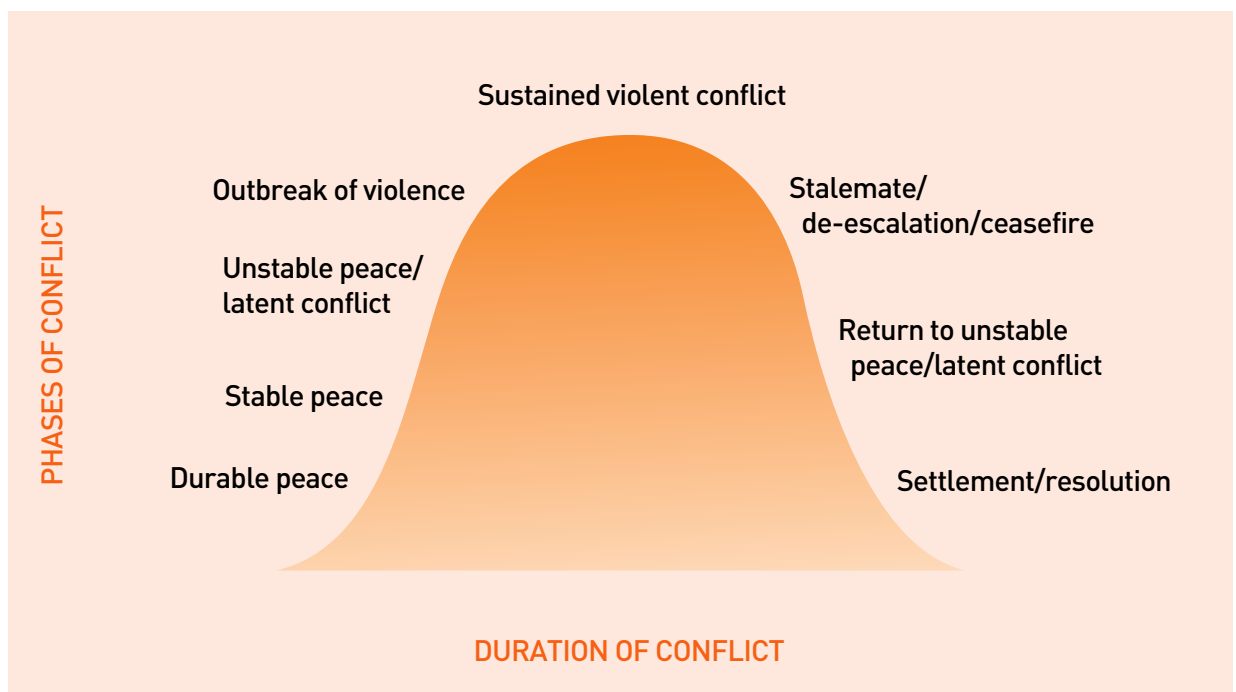 Sustained violent conflict
Outbreak of violence
Stalemate/
de-escalation/ceasefire
Unstable peace/
latent conflict
Return to unstable
peace/latent conflict
Stable peace
Durable peace
Settlement/resolution
PHASES OF CONFLICT
DURATION OF CONFLICT